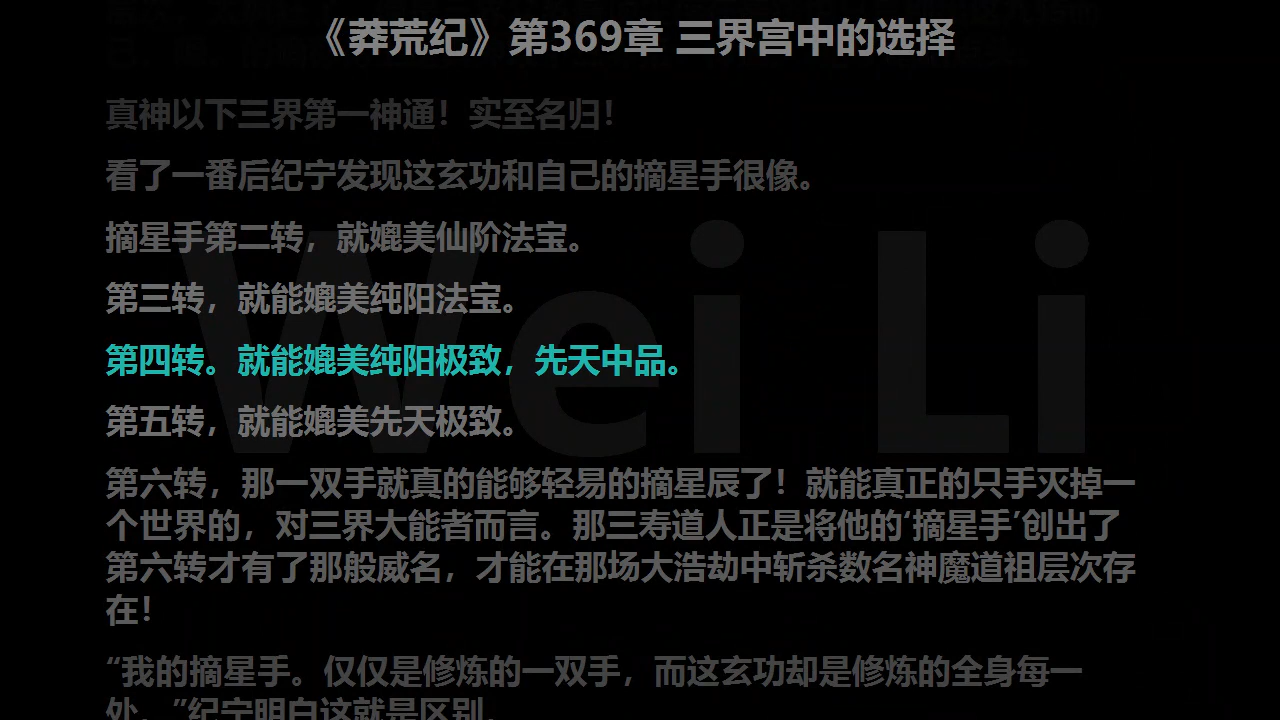 《莽荒纪》第369章 三界宫中的选择
真神以下三界第一神通！实至名归！
看了一番后纪宁发现这玄功和自己的摘星手很像。
摘星手第二转，就媲美仙阶法宝。
第三转，就能媲美纯阳法宝。
第四转。就能媲美纯阳极致，先天中品。
第五转，就能媲美先天极致。
第六转，那一双手就真的能够轻易的摘星辰了！就能真正的只手灭掉一
个世界的，对三界大能者而言。那三寿道人正是将他的‘摘星手’创出了
第六转才有了那般威名，才能在那场大浩劫中斩杀数名神魔道祖层次存
在！
“我的摘星手。仅仅是修炼的一双手，而这玄功却是修炼的全身每一
处。”纪宁明白这就是区别。
Wei Li